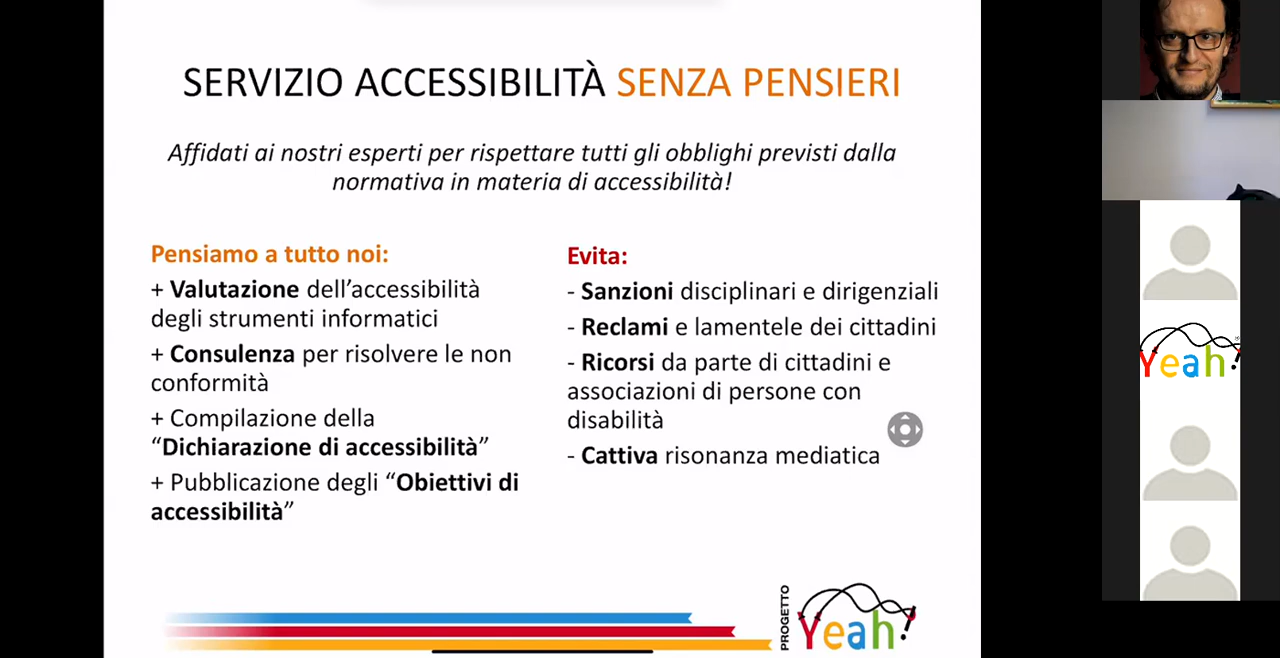 SERVIZIO ACCESSIBILITÀ SENZA PENSIERI
Affidati ai nostri esperti per rispettare tutti gli obblighi previsti dalla
normativa in materia di accessibilità!
Pensiamo a tutto noi:
+ Valutazione dell’accessibilità
degli strumenti informatici
+ Consulenza per risolvere le non
conformità
+ Compilazione della
“Dichiarazione di accessibilità”
+ Pubblicazione degli “Obiettivi di
accessibilità”
Evita:
- Sanzioni disciplinari e dirigenziali
- Reclami e lamentele dei cittadini
- Ricorsi da parte di cittadini e
associazioni di persone con
disabilità
- Cattiva risonanza mediatica
PROGETTO
Yeah!
Yeah!